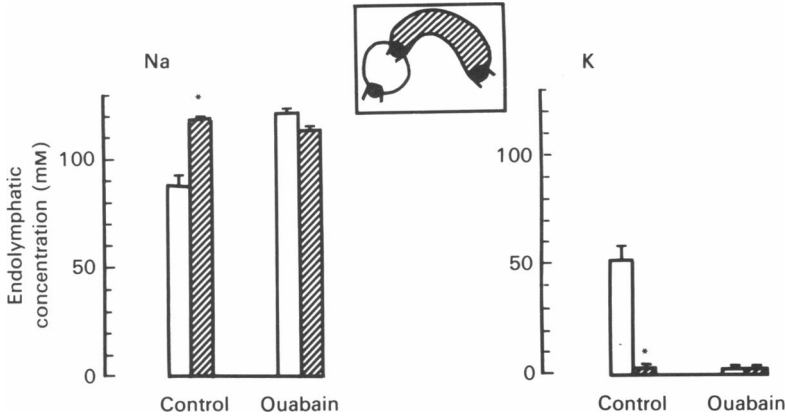 Na
K
*
100
50
0
Endolymphatic
concentration (mM)
Control
Ouabain
100
50
0
*
Control
Ouabain